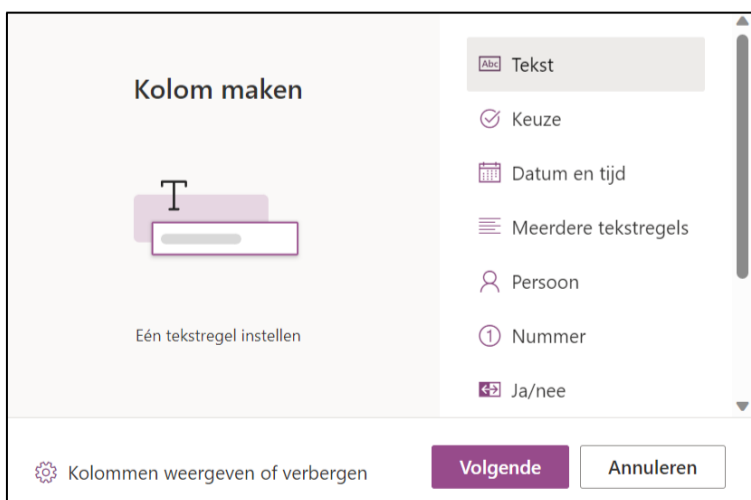 Kolom maken
T
Eén tekstregel instellen
Abc Tekst
Keuze
Datum en tijd
Meerdere tekstregels
Persoon
1 Nummer
Ja/nee
Kolommen weergeven of verbergen
Volgende
Annuleren